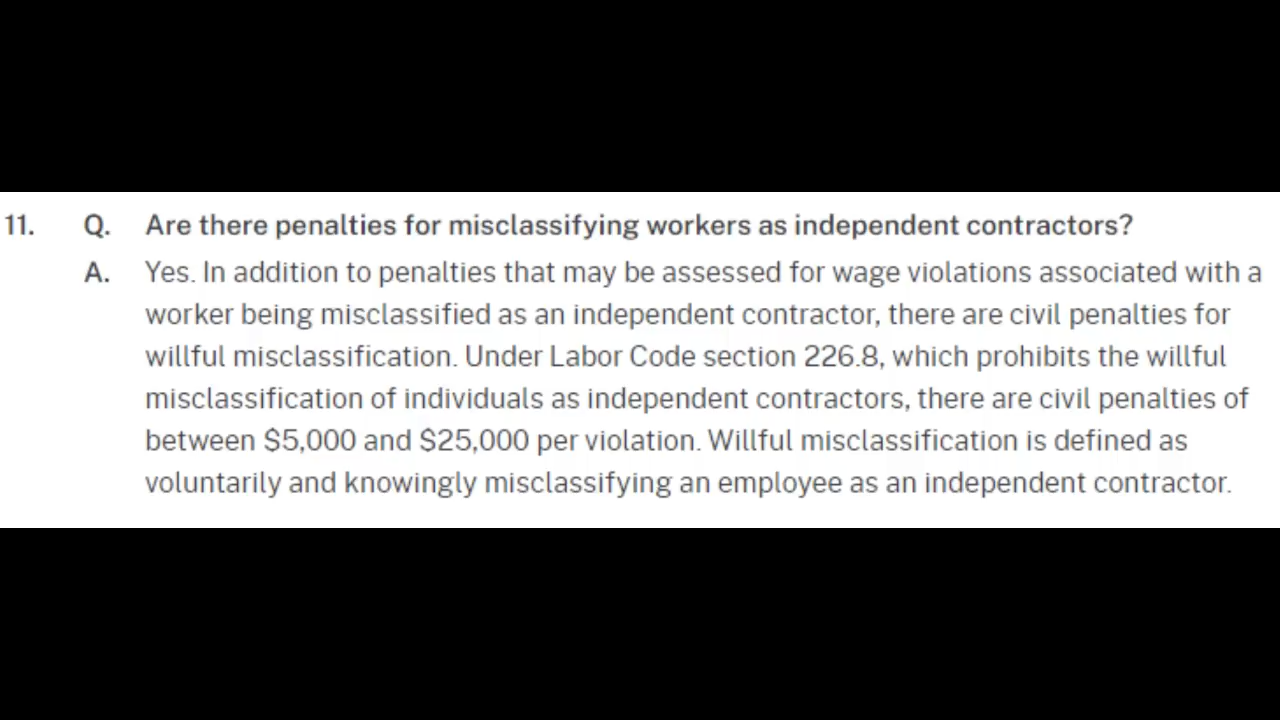 11. Q. Are there penalties for misclassifying workers as independent contractors?
A. Yes. In addition to penalties that may be assessed for wage violations associated with a
worker being misclassified as an independent contractor, there are civil penalties for
willful misclassification. Under Labor Code section 226.8, which prohibits the willful
misclassification of individuals as independent contractors, there are civil penalties of
between $5,000 and $25,000 per violation. Willful misclassification is defined as
voluntarily and knowingly misclassifying an employee as an independent contractor.